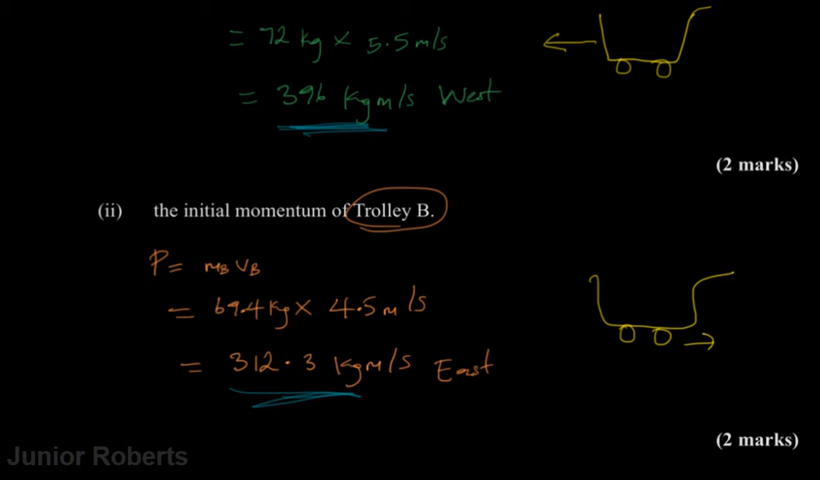 = 72 kg × 5.5 m/s
= 396 kgm/s West
(2 marks)
(ii) the initial momentum of Trolley B.
P = mB vB
= 69.4 kg × 4.5 m/s
= 312.3 kgm/s East
(2 marks)
Junior Roberts